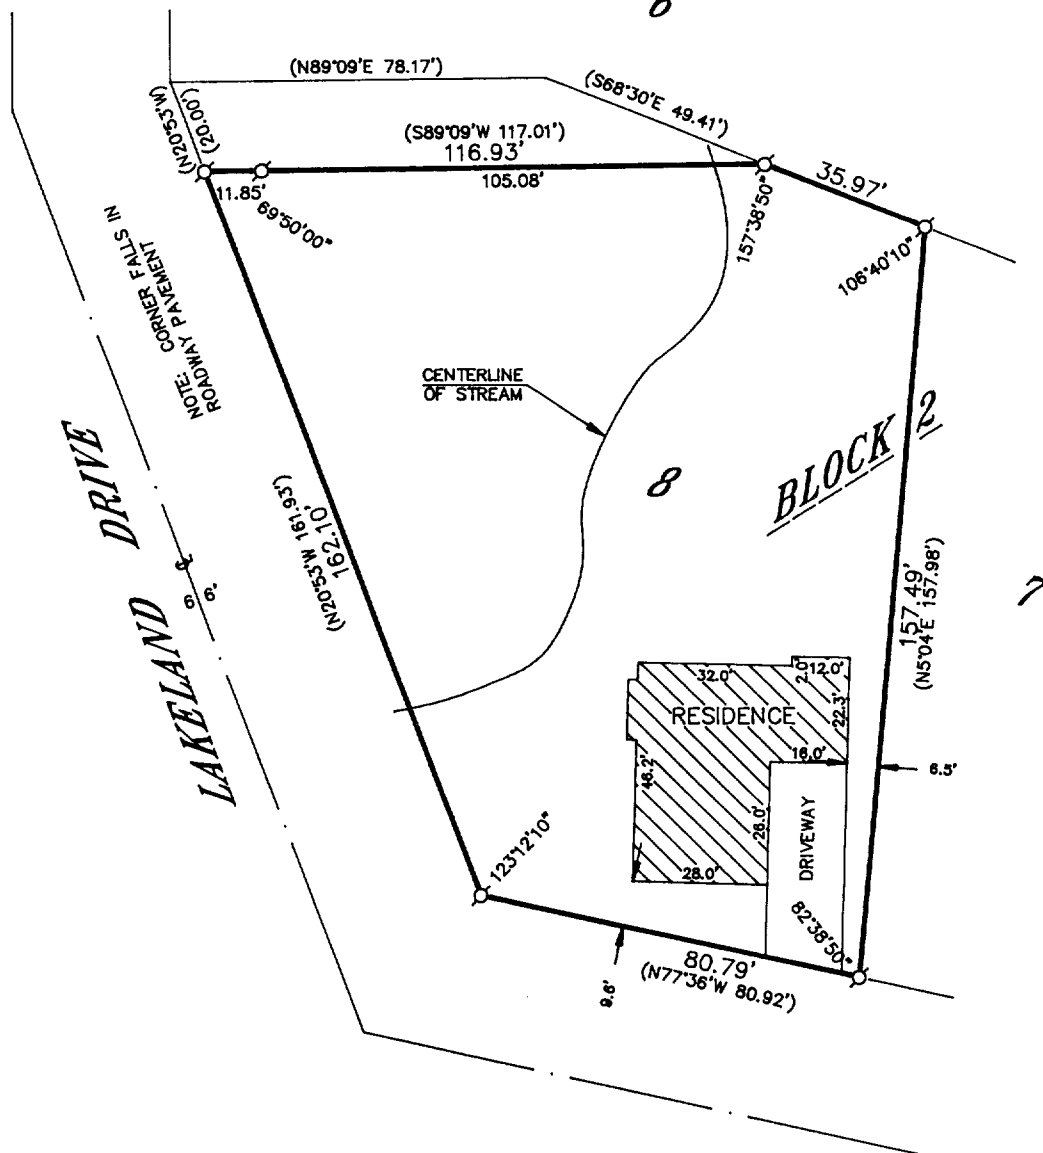 6
(N89°09'E 78.17')
(S68°30'E 49.41')
(N20°53'W)
(20.00')
(S89°09'W 117.01')
116.93'
105.08'
11.85'
69°50'00"
35.97'
157°38'50"
106°40'10"
NOTE: CORNER FALLS IN
ROADWAY PAVEMENT
CENTERLINE
OF STREAM
LAKELAND DRIVE
8
BLOCK 2
(N20°53'W 161.93')
162.10'
157.49'
(N5°04'E 157.98')
7
32.0'
2.0'
12.0'
RESIDENCE
22.3'
16.0'
6.5'
46.2'
26.0'
DRIVEWAY
28.0'
123°12'10"
82°38'50"
80.79'
(N77°36'W 80.92')
9.6'